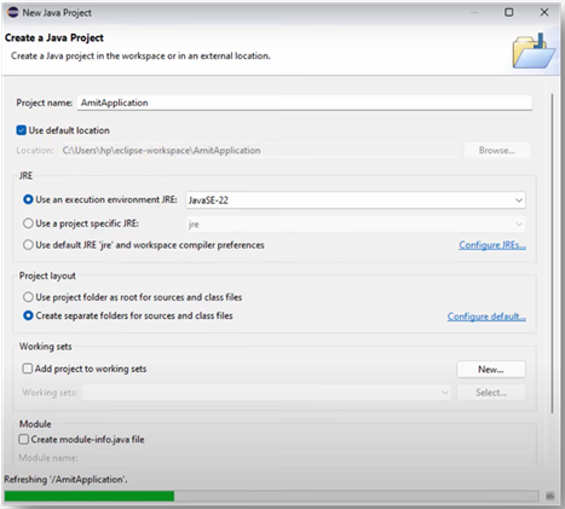 New Java Project
Create a Java Project
Create a Java project in the workspace or in an external location.
Project name: AmitApplication
Use default location
Location: C:\Users\hp\eclipse-workspace\AmitApplication Browse...
JRE
Use an execution environment JRE: JavaSE-22
Use a project specific JRE: jre
Use default JRE 'jre' and workspace compiler preferences Configure JREs...
Project layout
Use project folder as root for sources and class files
Create separate folders for sources and class files Configure default...
Working sets
Add project to working sets New...
Working sets: Select...
Module
Create module-info.java file
Module name:
Refreshing '/AmitApplication'.